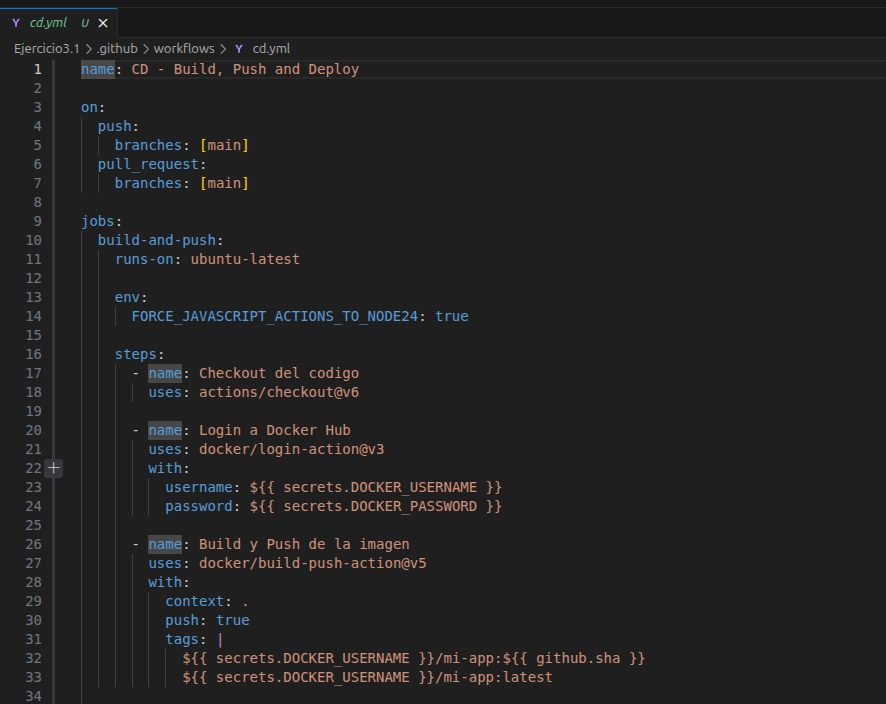 cd.yml U
Ejercicio3.1 > .github > workflows > cd.yml
1 name: CD - Build, Push and Deploy
2
3 on:
4 push:
5 branches: [main]
6 pull_request:
7 branches: [main]
8
9 jobs:
10 build-and-push:
11 runs-on: ubuntu-latest
12
13 env:
14 FORCE_JAVASCRIPT_ACTIONS_TO_NODE24: true
15
16 steps:
17 - name: Checkout del codigo
18 uses: actions/checkout@v6
19
20 - name: Login a Docker Hub
21 uses: docker/login-action@v3
22 with:
23 username: ${{ secrets.DOCKER_USERNAME }}
24 password: ${{ secrets.DOCKER_PASSWORD }}
25
26 - name: Build y Push de la imagen
27 uses: docker/build-push-action@v5
28 with:
29 context: .
30 push: true
31 tags: |
32 ${{ secrets.DOCKER_USERNAME }}/mi-app:${{ github.sha }}
33 ${{ secrets.DOCKER_USERNAME }}/mi-app:latest
34